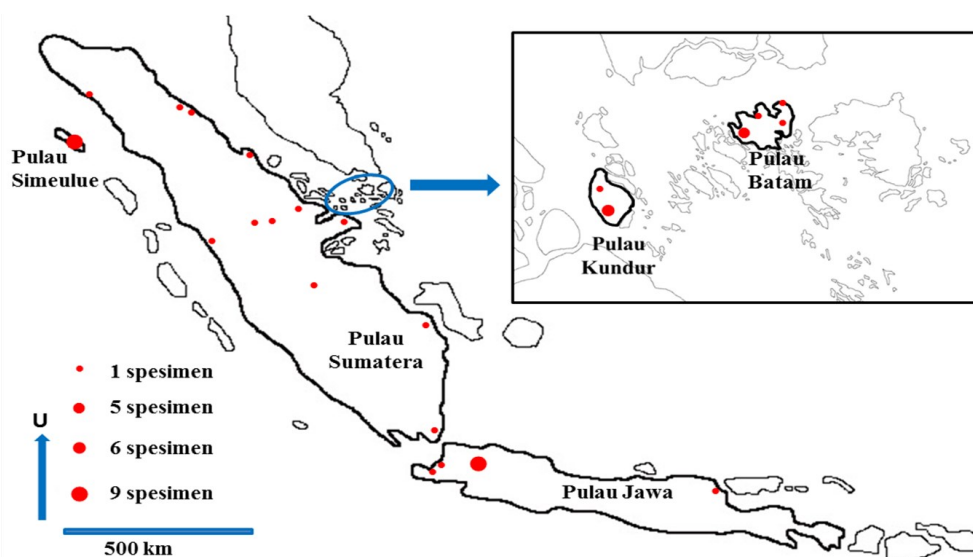 Pulau
Simeulue
Pulau
Batam
Pulau
Kundur
Pulau
Sumatera
1 spesimen
5 spesimen
6 spesimen
9 spesimen
U
Pulau Jawa
500 km